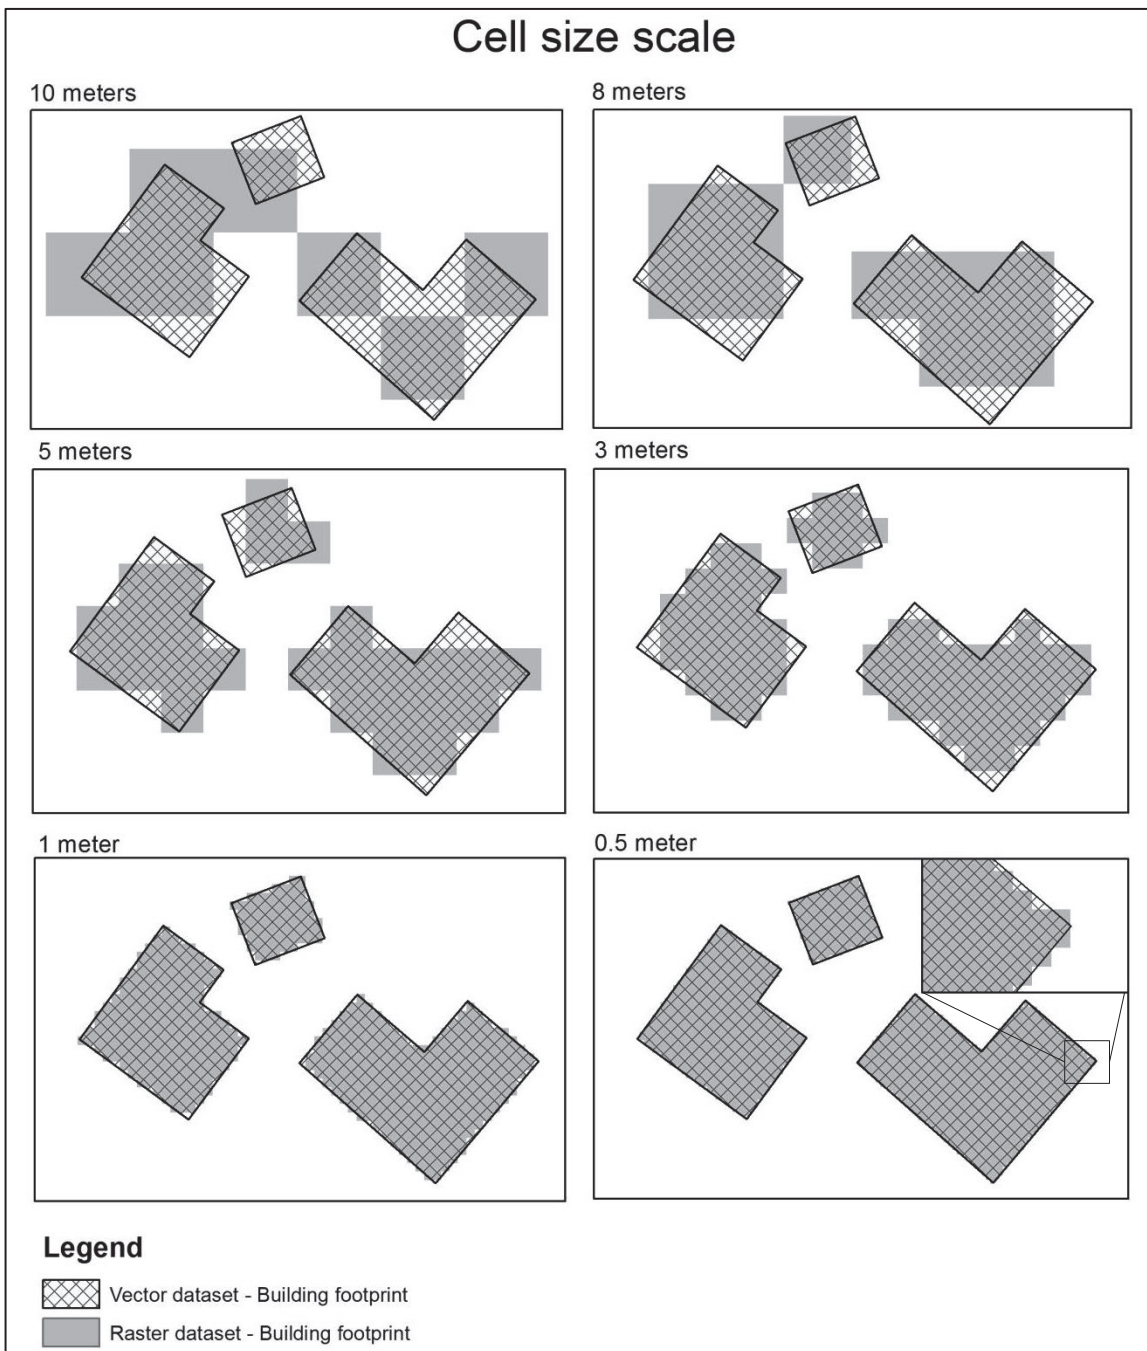 Cell size scale
10 meters
8 meters
5 meters
3 meters
1 meter
0.5 meter
Legend
Vector dataset - Building footprint
Raster dataset - Building footprint